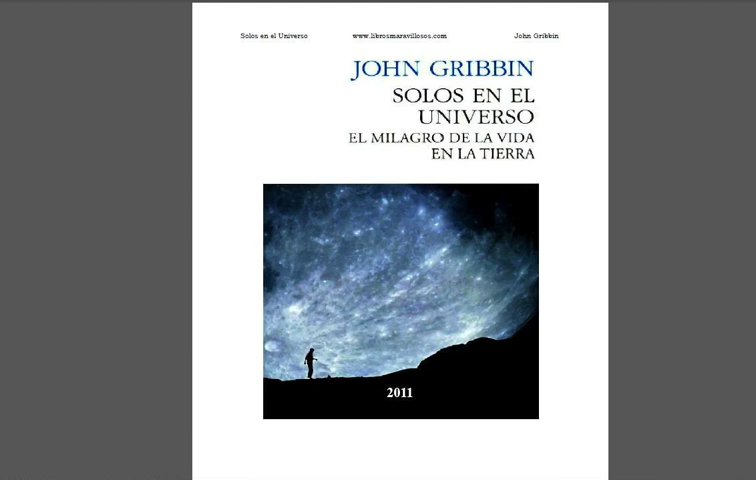 Solos en el Universo www.librosmaravillosos.com John Gribbin
JOHN GRIBBIN
SOLOS EN EL
UNIVERSO
EL MILAGRO DE LA VIDA
EN LA TIERRA
2011